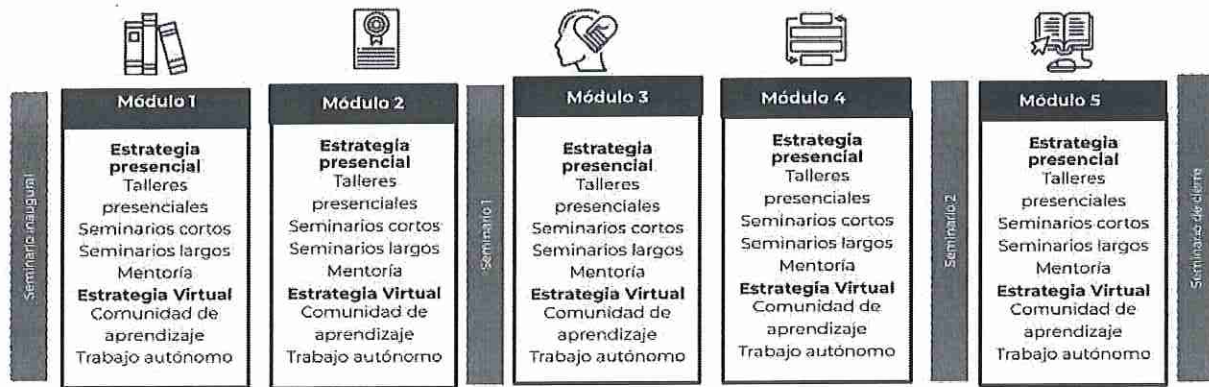 Seminario inaugural
Módulo 1
Estrategia
presencial
Talleres
presenciales
Seminarios cortos
Seminarios largos
Mentoría
Estrategia Virtual
Comunidad de
aprendizaje
Trabajo autónomo
Módulo 2
Estrategia
presencial
Talleres
presenciales
Seminarios cortos
Seminarios largos
Mentoría
Estrategia Virtual
Comunidad de
aprendizaje
Trabajo autónomo
Seminario 1
Módulo 3
Estrategia
presencial
Talleres
presenciales
Seminarios cortos
Seminarios largos
Mentoría
Estrategia Virtual
Comunidad de
aprendizaje
Trabajo autónomo
Módulo 4
Estrategia
presencial
Talleres
presenciales
Seminarios cortos
Seminarios largos
Mentoría
Estrategia Virtual
Comunidad de
aprendizaje
Trabajo autónomo
Seminario 2
Módulo 5
Estrategia
presencial
Talleres
presenciales
Seminarios cortos
Seminarios largos
Mentoría
Estrategia Virtual
Comunidad de
aprendizaje
Trabajo autónomo
Seminario de cierre